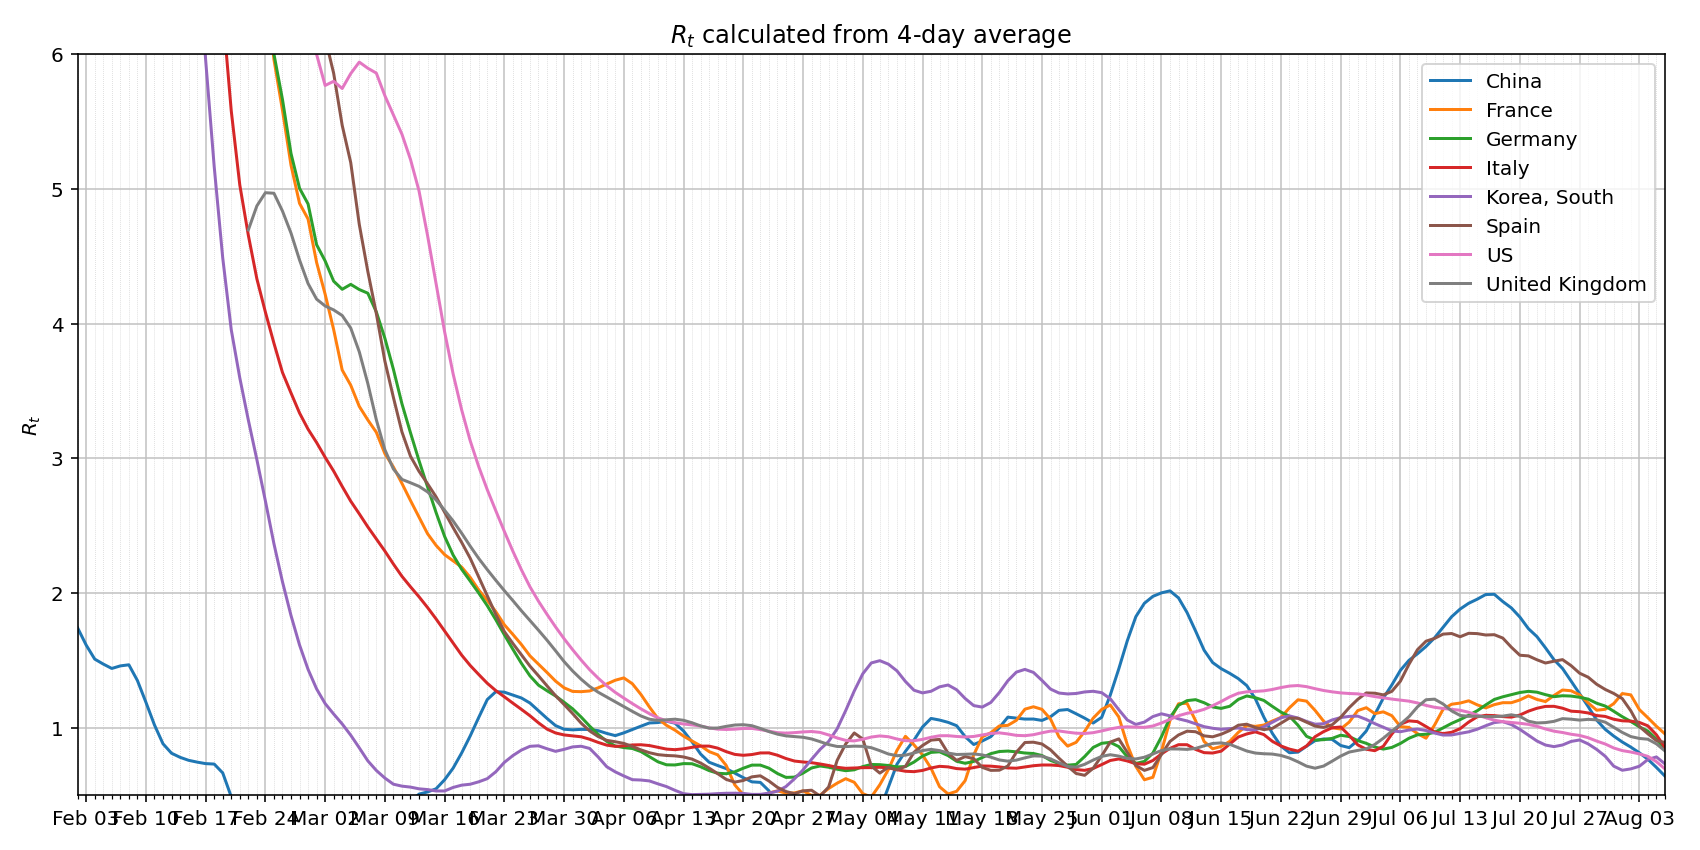 R_t calculated from 4-day average
6
5
4
3
2
1
R_t
China
France
Germany
Italy
Korea, South
Spain
US
United Kingdom
Feb 03 Feb 10 Feb 17 Feb 24 Mar 02 Mar 09 Mar 16 Mar 23 Mar 30 Apr 06 Apr 13 Apr 20 Apr 27 May 04 May 11 May 18 May 25 Jun 01 Jun 08 Jun 15 Jun 22 Jun 29 Jul 06 Jul 13 Jul 20 Jul 27 Aug 03